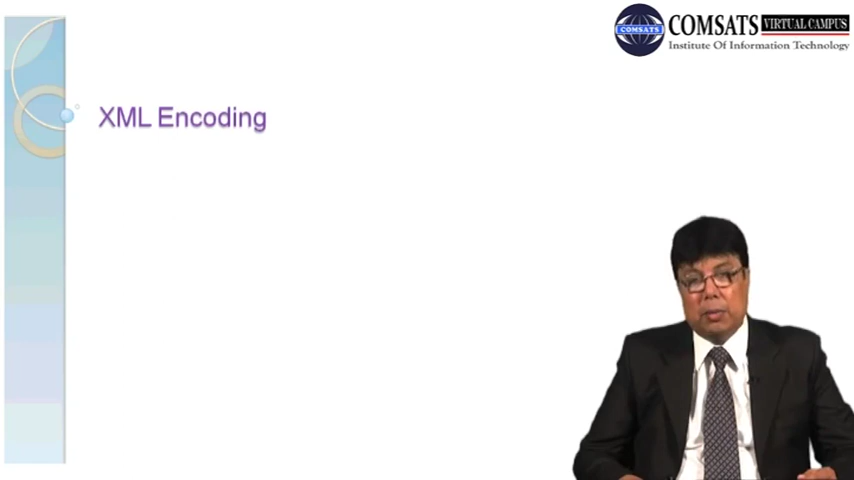 COMSATS VIRTUAL CAMPUS
COMSATS
Institute Of Information Technology
XML Encoding